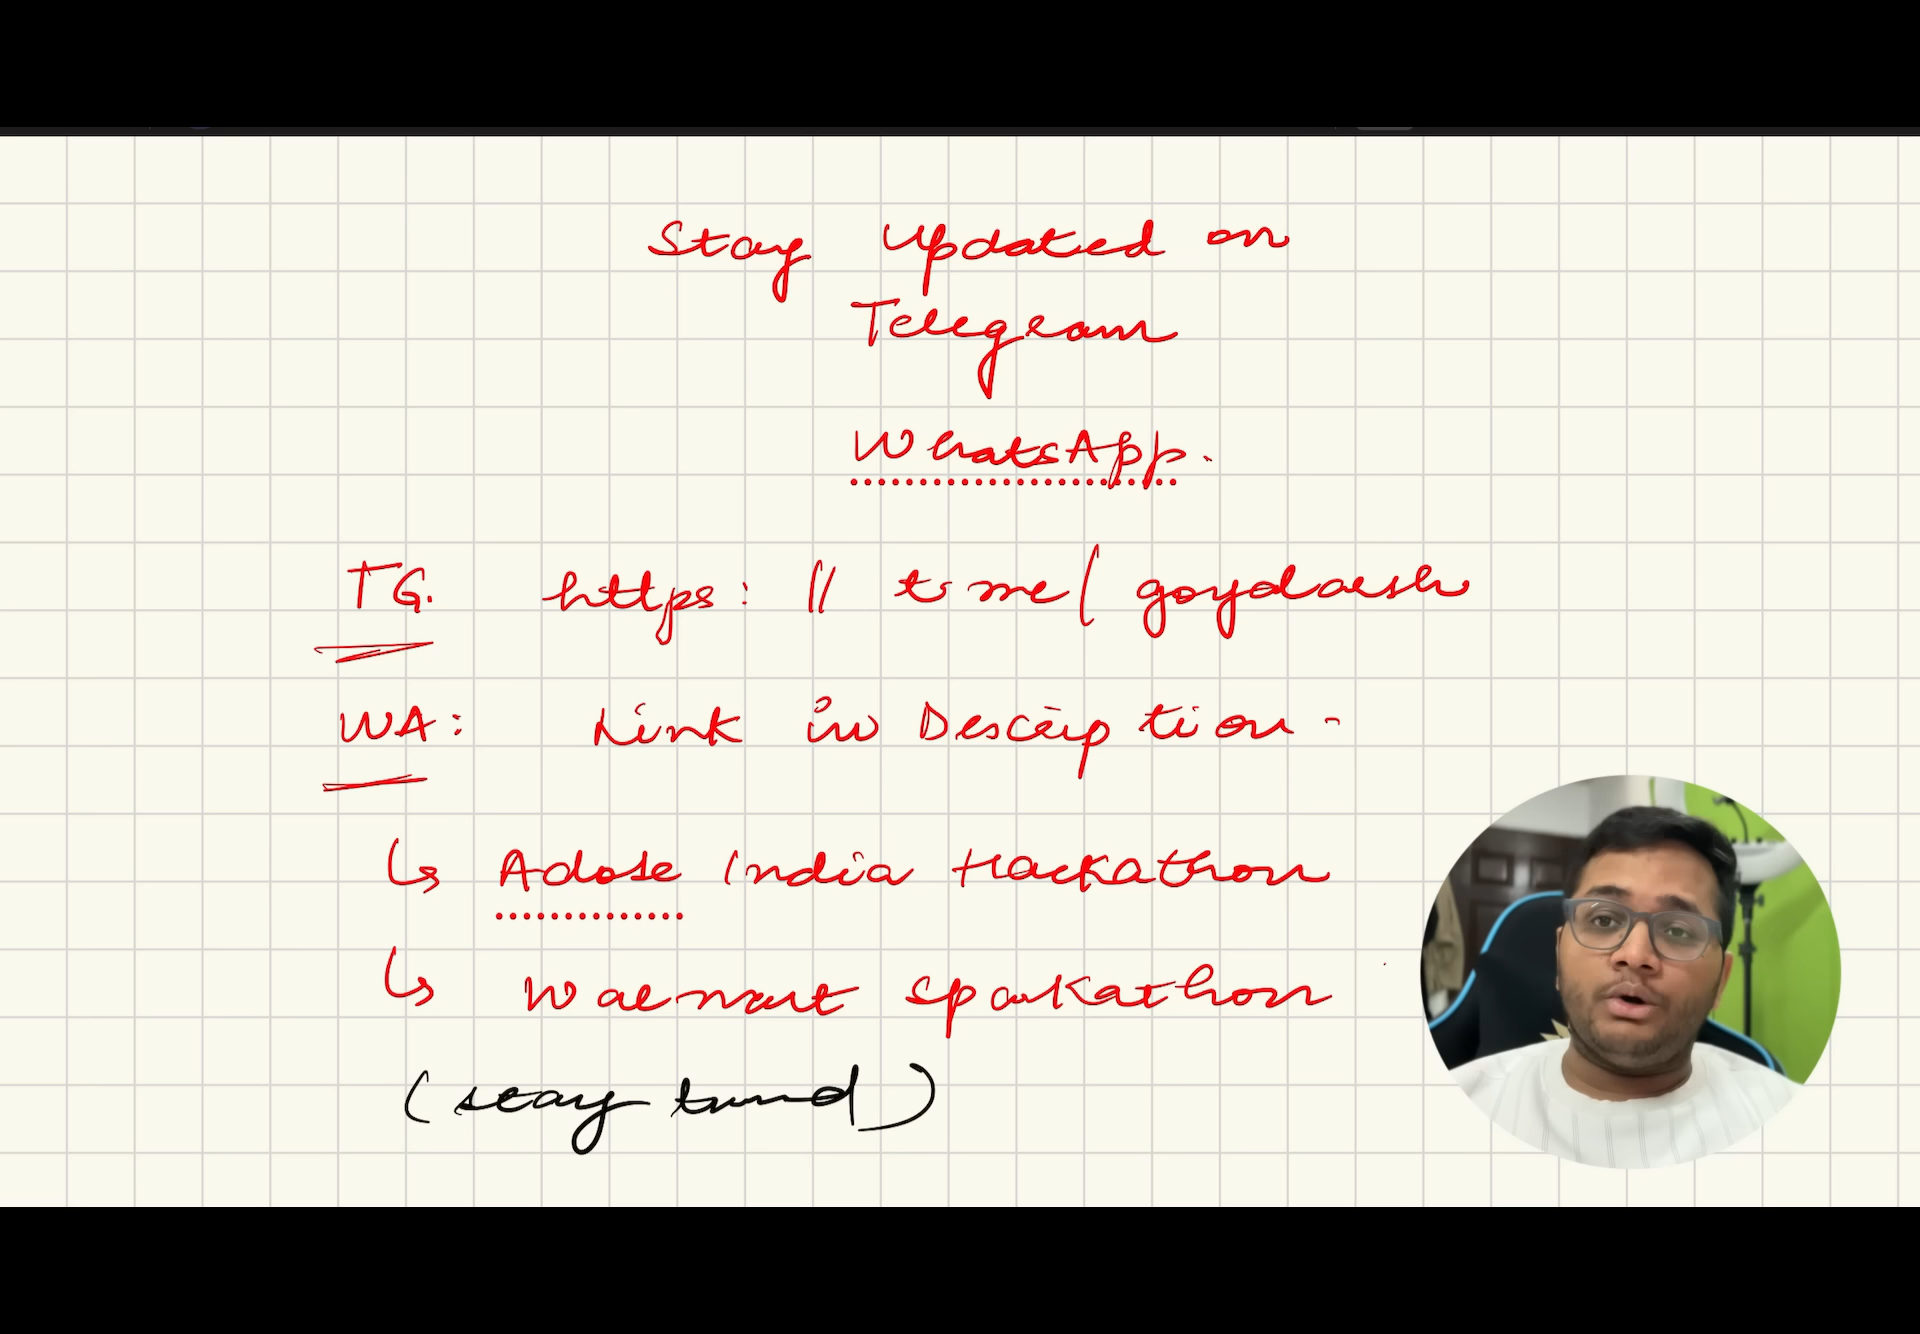 Stay Updated on
Telegram
WhatsApp.
TG. https://t.me/goydarsh
WA: Link in Description -
↳ Adobe India Hackathon
↳ Walmart Sparkathon
(stay tuned)